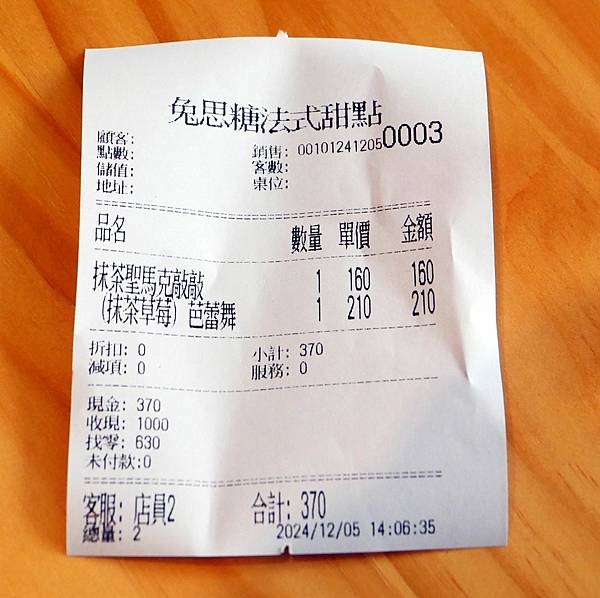 兔思糖法式甜點
顧客:
點數: 銷售: 001012412050003
儲值: 客數:
地址: 桌位:
品名 數量 單價 金額
抹茶聖馬克敲敲 1 160 160
(抹茶草莓) 芭蕾舞 1 210 210
折扣: 0 小計: 370
減項: 0 服務: 0
現金: 370
收現: 1000
找零: 630
未付款:0
客服: 店員2 合計: 370
總量: 2 2024/12/05 14:06:35